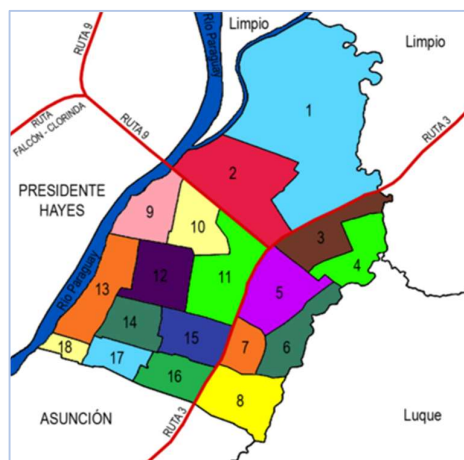 Limpio
Limpio
RUTA 9
Río Paraguay
1
RUTA
FALCÓN - CLORINDA
RUTA 9
RUTA 3
2
PRESIDENTE
HAYES
9
10
3
4
11
12
13
5
Río Paraguay
14
15
7
6
18
17
16
8
ASUNCIÓN
RUTA 3
Luque